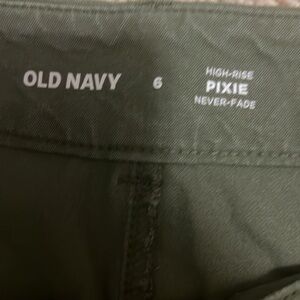 OLD NAVY
6
HIGH-RISE
PIXIE
NEVER-FADE